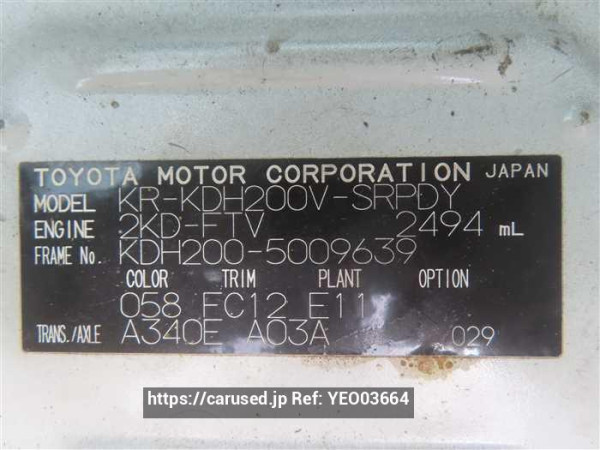 TOYOTA MOTOR CORPORATION JAPAN
MODEL KR-KDH200V-SRPDY
ENGINE 2KD-FTV 2494 mL
FRAME No. KDH200-5009639
COLOR TRIM PLANT OPTION
058 FC12 E11
TRANS./AXLE A340E A03A 029
https://carused.jp Ref: YEO03664